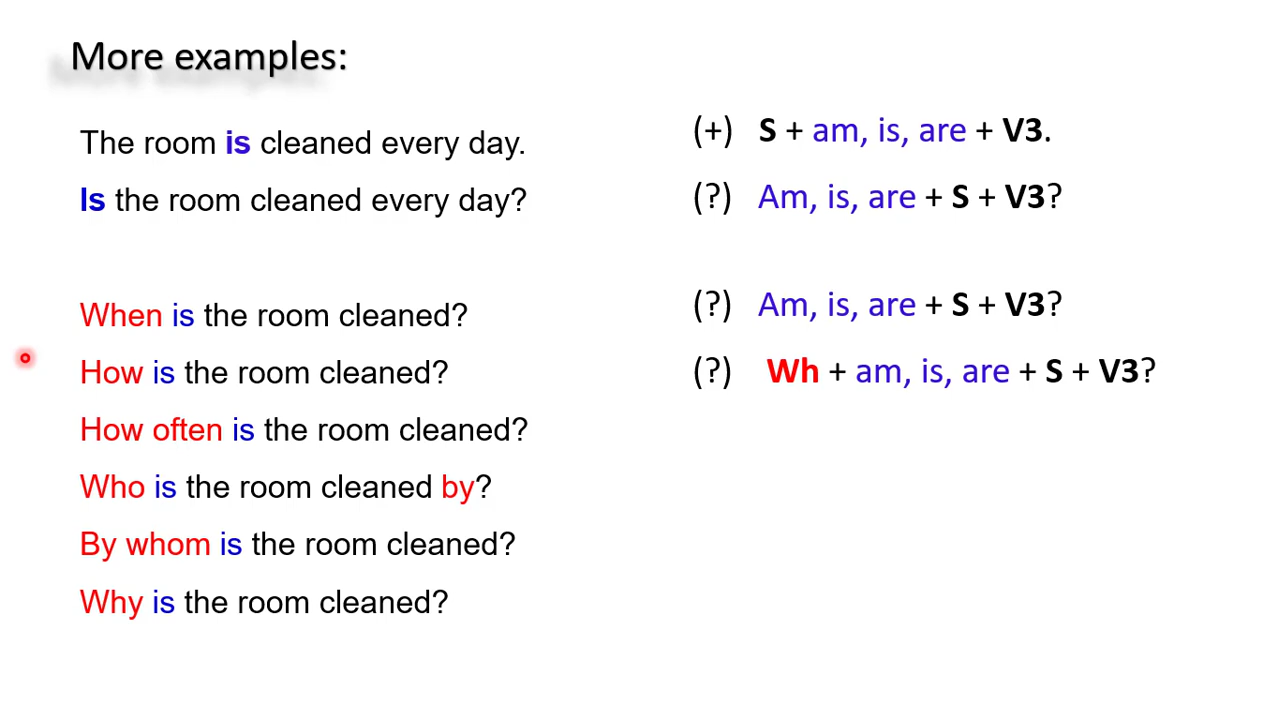 More examples:
The room is cleaned every day.
Is the room cleaned every day?
When is the room cleaned?
How is the room cleaned?
How often is the room cleaned?
Who is the room cleaned by?
By whom is the room cleaned?
Why is the room cleaned?
(+) S + am, is, are + V3.
(?) Am, is, are + S + V3?
(?) Am, is, are + S + V3?
(?) Wh + am, is, are + S + V3?